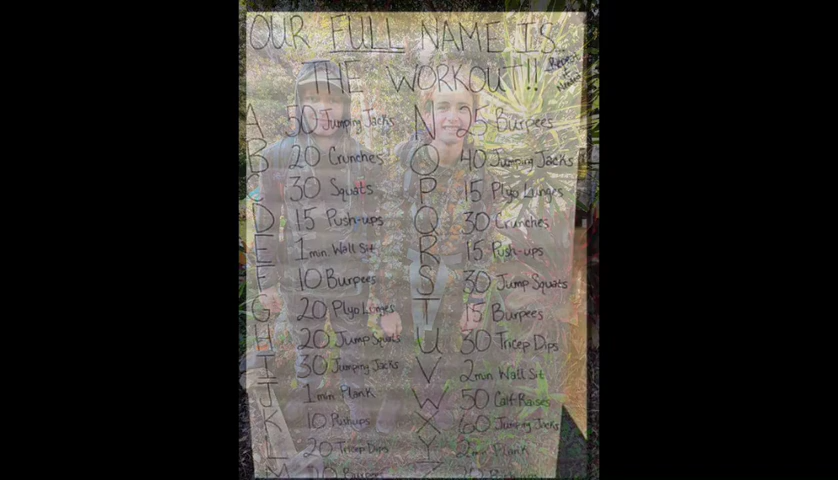 OUR FULL NAME IS...
THE WORKOUT!!
Repeat
A 50 Jumping Jacks
B 20 Crunches
C 30 Squats
D 15 Push-ups
E 1 min. Wall Sit
F 10 Burpees
G 20 Plyo Lunges
H 20 Jump Squats
I 30 Jumping Jacks
J 1 min Plank
K 10 Pushups
L 20 Tricep Dips
M Burpees
N 25 Burpees
O 40 Jumping Jacks
P 15 Plyo Lunges
Q 30 Crunches
R 15 Push-ups
S 30 Jump Squats
T 15 Burpees
U 30 Tricep Dips
V 2 min Wall Sit
W 50 Calf Raises
X 60 Jumping Jacks
Y 2 min Plank
Z